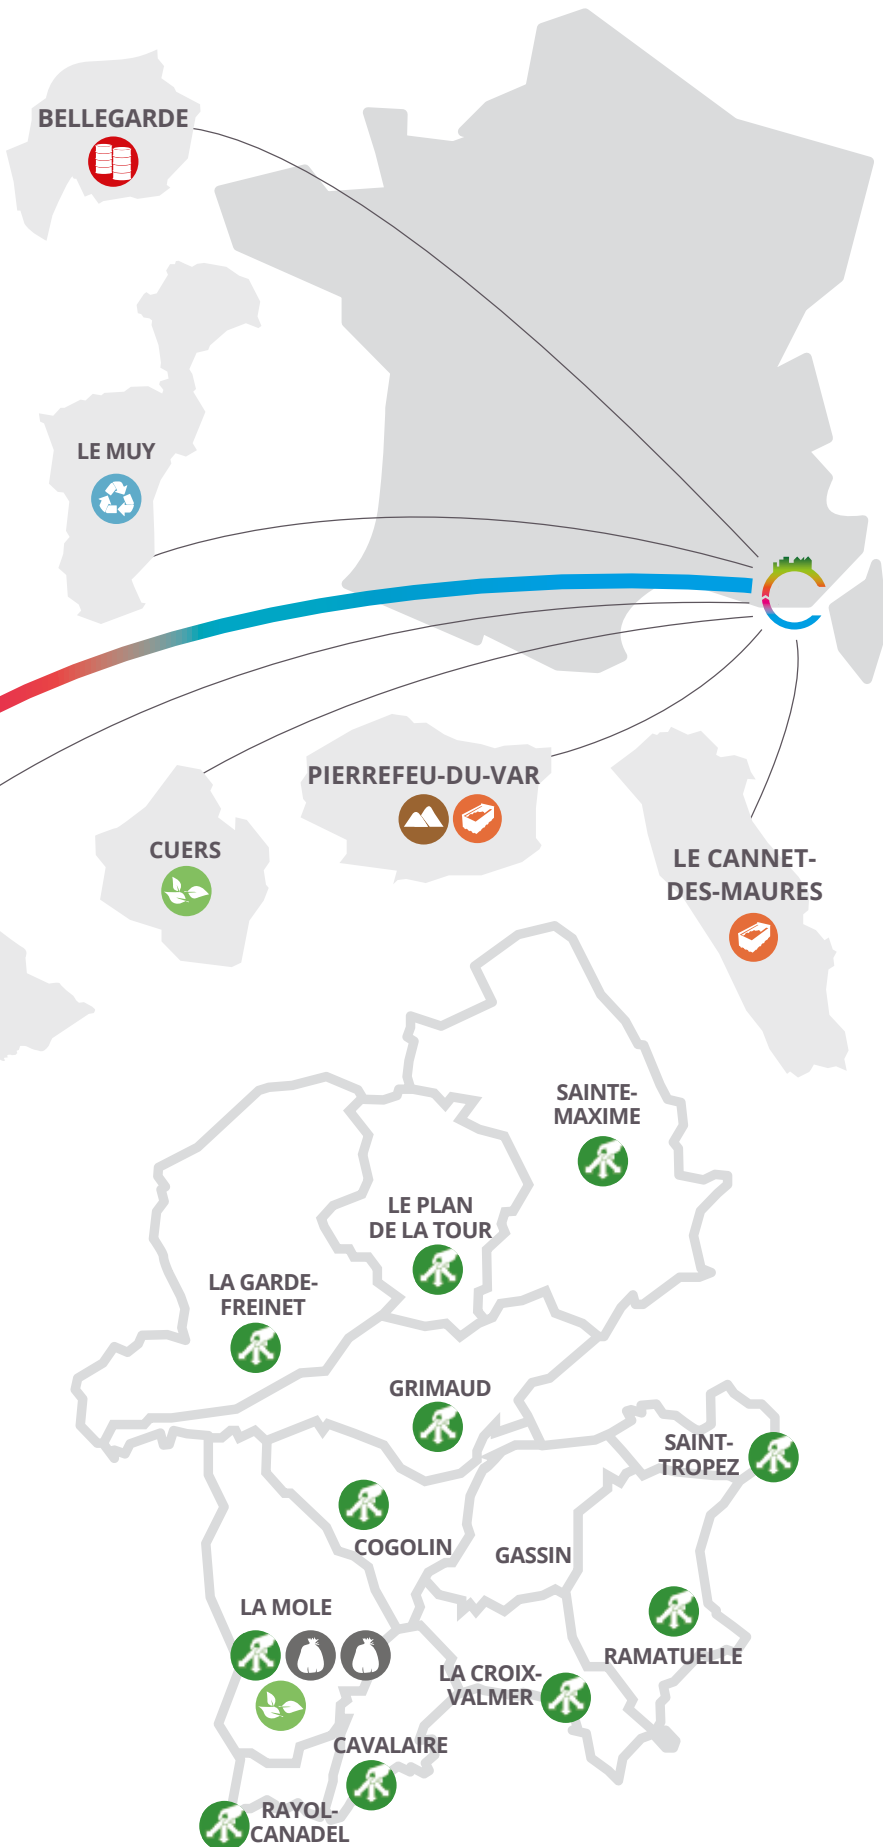 BELLEGARDE
LE MUY
PIERREFEU-DU-VAR
CUERS
LE CANNET-
DES-MAURES
SAINTE-
MAXIME
LE PLAN
DE LA TOUR
LA GARDE-
FREINET
GRIMAUD
SAINT-
TROPEZ
COGOLIN
GASSIN
LA MOLE
RAMATUELLE
LA CROIX-
VALMER
CAVALAIRE
RAYOL-
CANADEL